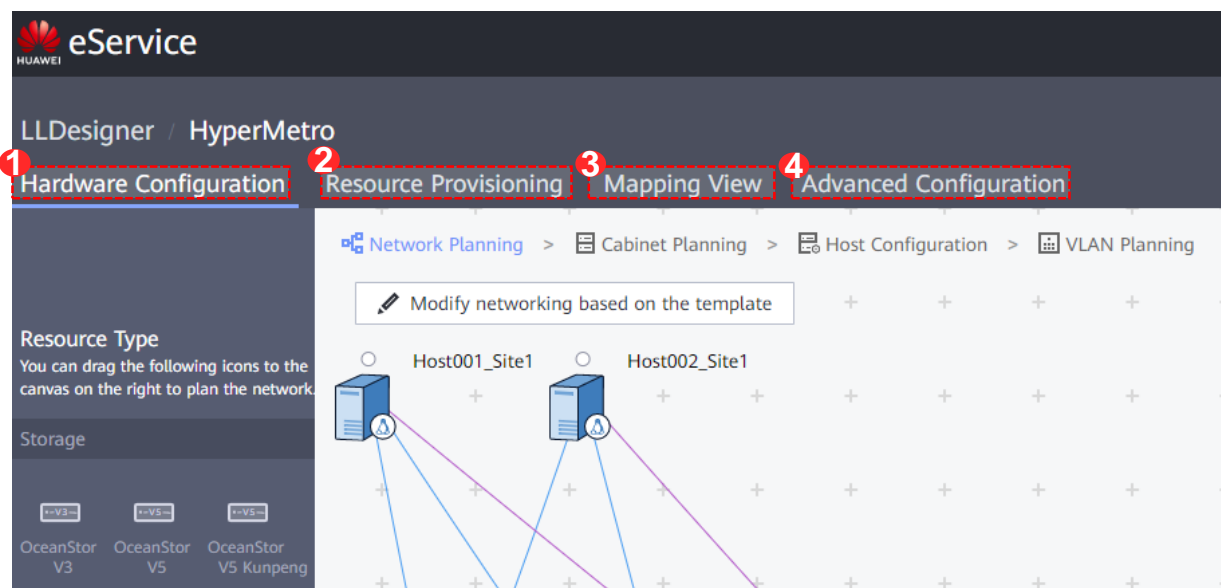 HUAWEI eService
LLDesigner / HyperMetro
1 2 3 4
Hardware Configuration Resource Provisioning Mapping View Advanced Configuration
Network Planning > Cabinet Planning > Host Configuration > VLAN Planning
Modify networking based on the template
Resource Type
You can drag the following icons to the
canvas on the right to plan the network.
Host001_Site1 Host002_Site1
Storage
V3 V5 V5
OceanStor V3
OceanStor V5
OceanStor V5 Kunpeng